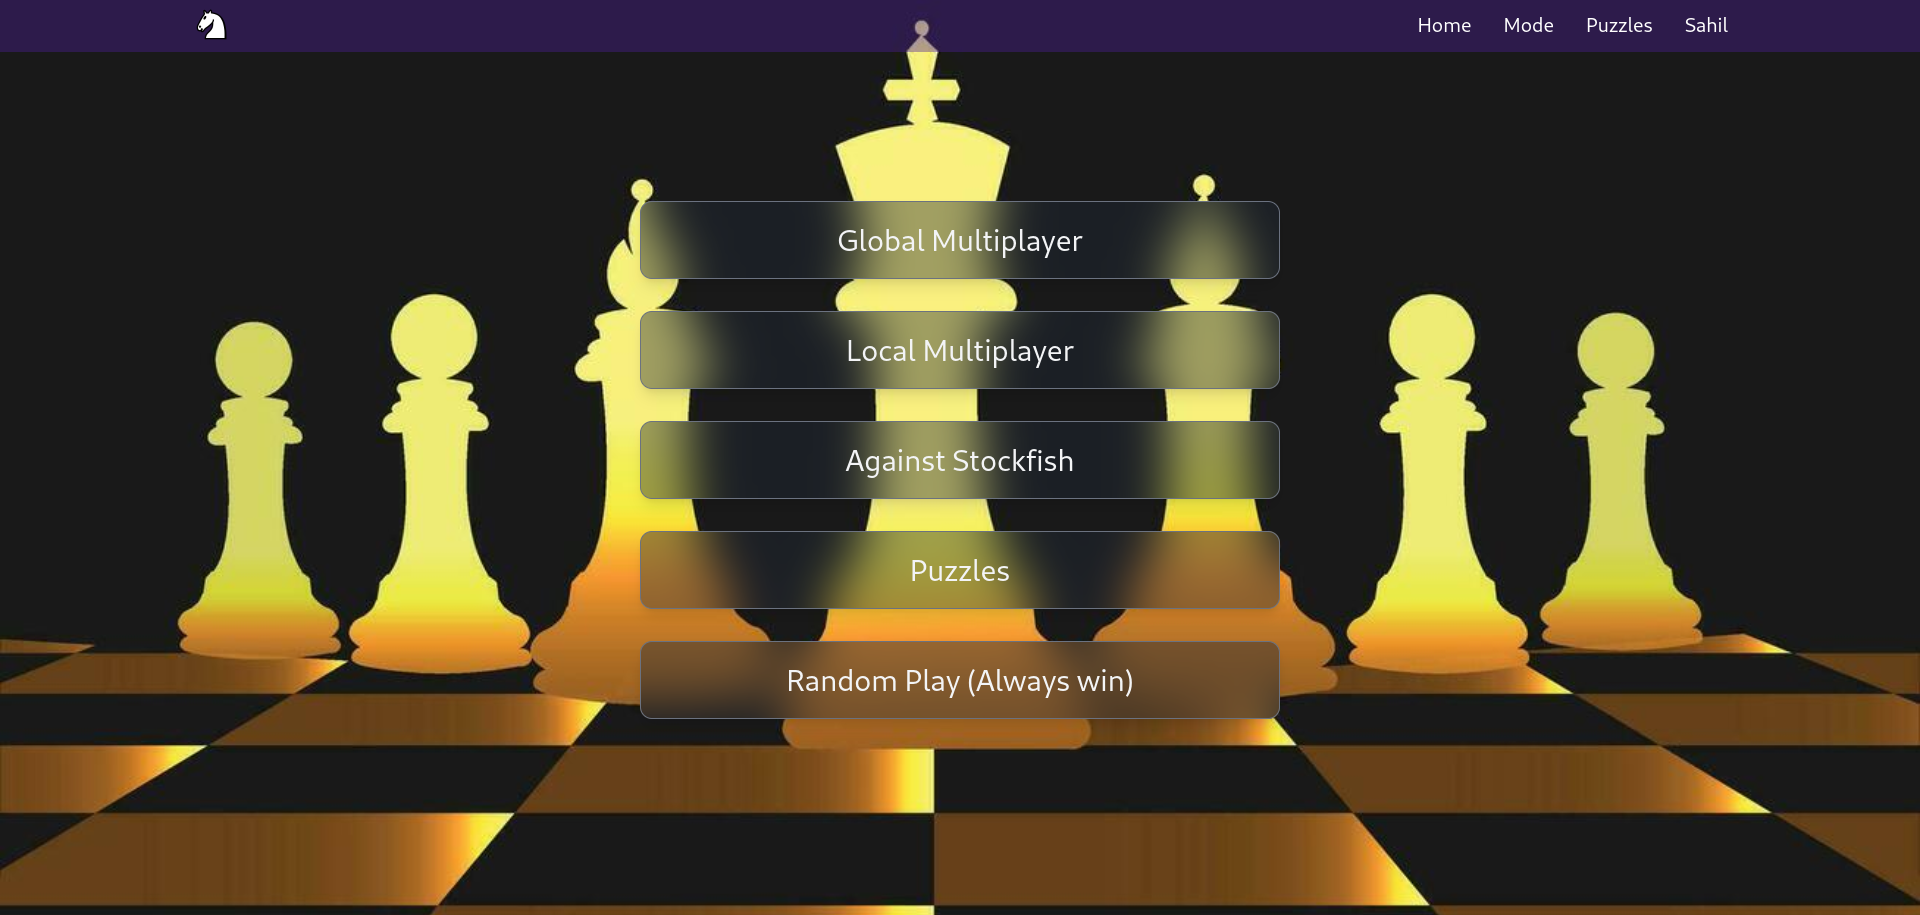 Home Mode Puzzles Sahil
Global Multiplayer
Local Multiplayer
Against Stockfish
Puzzles
Random Play (Always win)